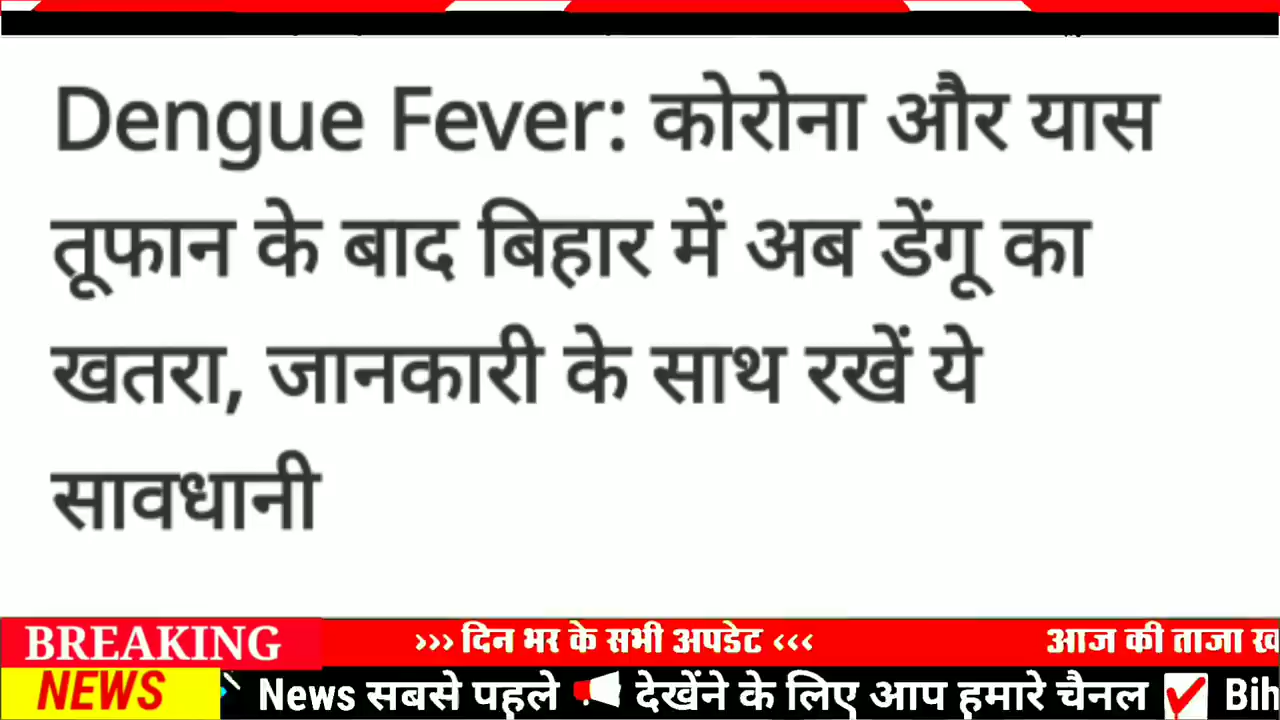 Dengue Fever: कोरोना और यास
तूफान के बाद बिहार में अब डेंगू का
खतरा, जानकारी के साथ रखें ये
सावधानी
BREAKING
NEWS
››› दिन भर के सभी अपडेट ‹‹‹
आज की ताजा
News सबसे पहले देखेंने के लिए आप हमारे चैनल